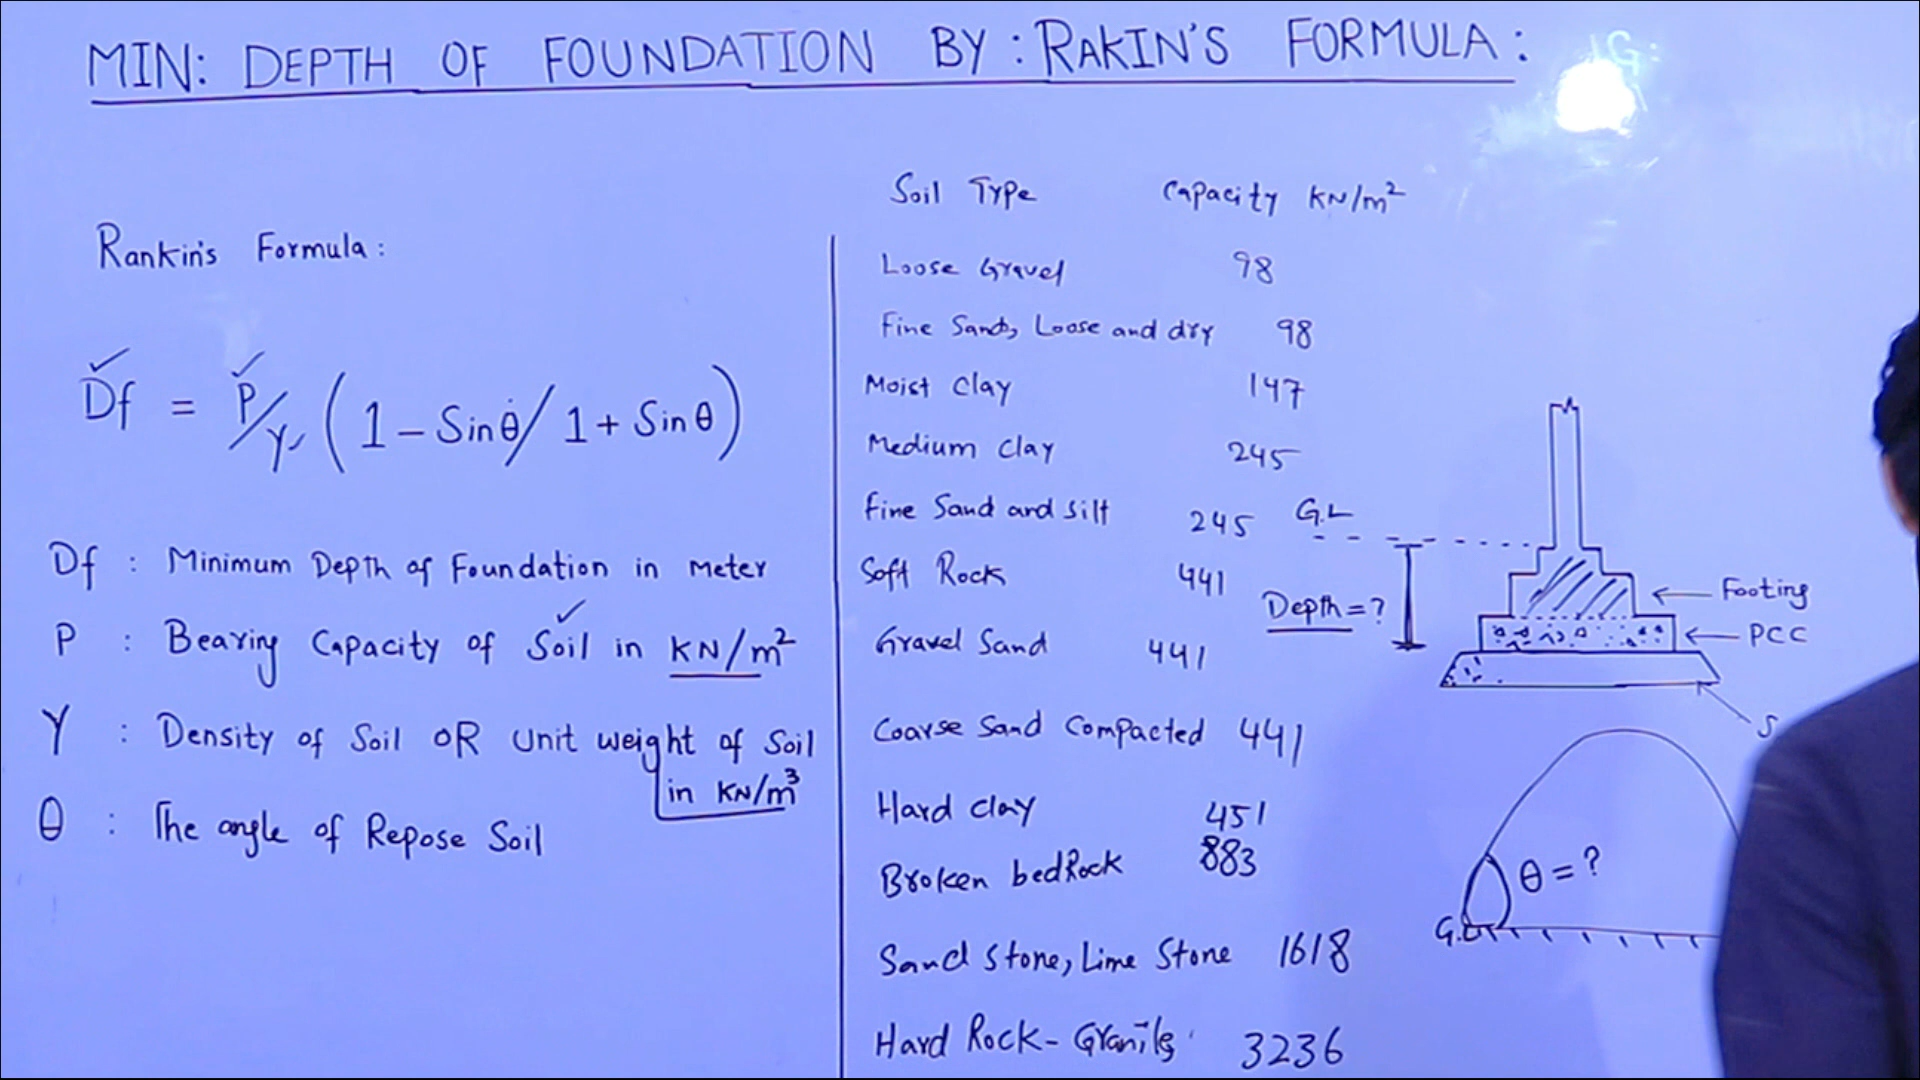 MIN: DEPTH OF FOUNDATION BY: RAKIN'S FORMULA:
Rankin's Formula:
Df = P/γ (1 - Sinθ / 1 + Sinθ)
Df : Minimum Depth of Foundation in Meter
P : Bearing Capacity of Soil in KN/m²
γ : Density of Soil OR Unit weight of Soil
in KN/m³
θ : The angle of Repose Soil
Soil Type Capacity KN/m²
Loose Gravel 98
Fine Sand, Loose and dry 98
Moist Clay 147
Medium Clay 245
Fine Sand and Silt 245
Soft Rock 441
Gravel Sand 441
Coarse Sand Compacted 441
Hard Clay 451
Broken bedRock 883
Sand Stone, Lime Stone 1618
Hard Rock - Granite 3236
G.L
Depth = ?
Footing
PCC
S
θ = ?